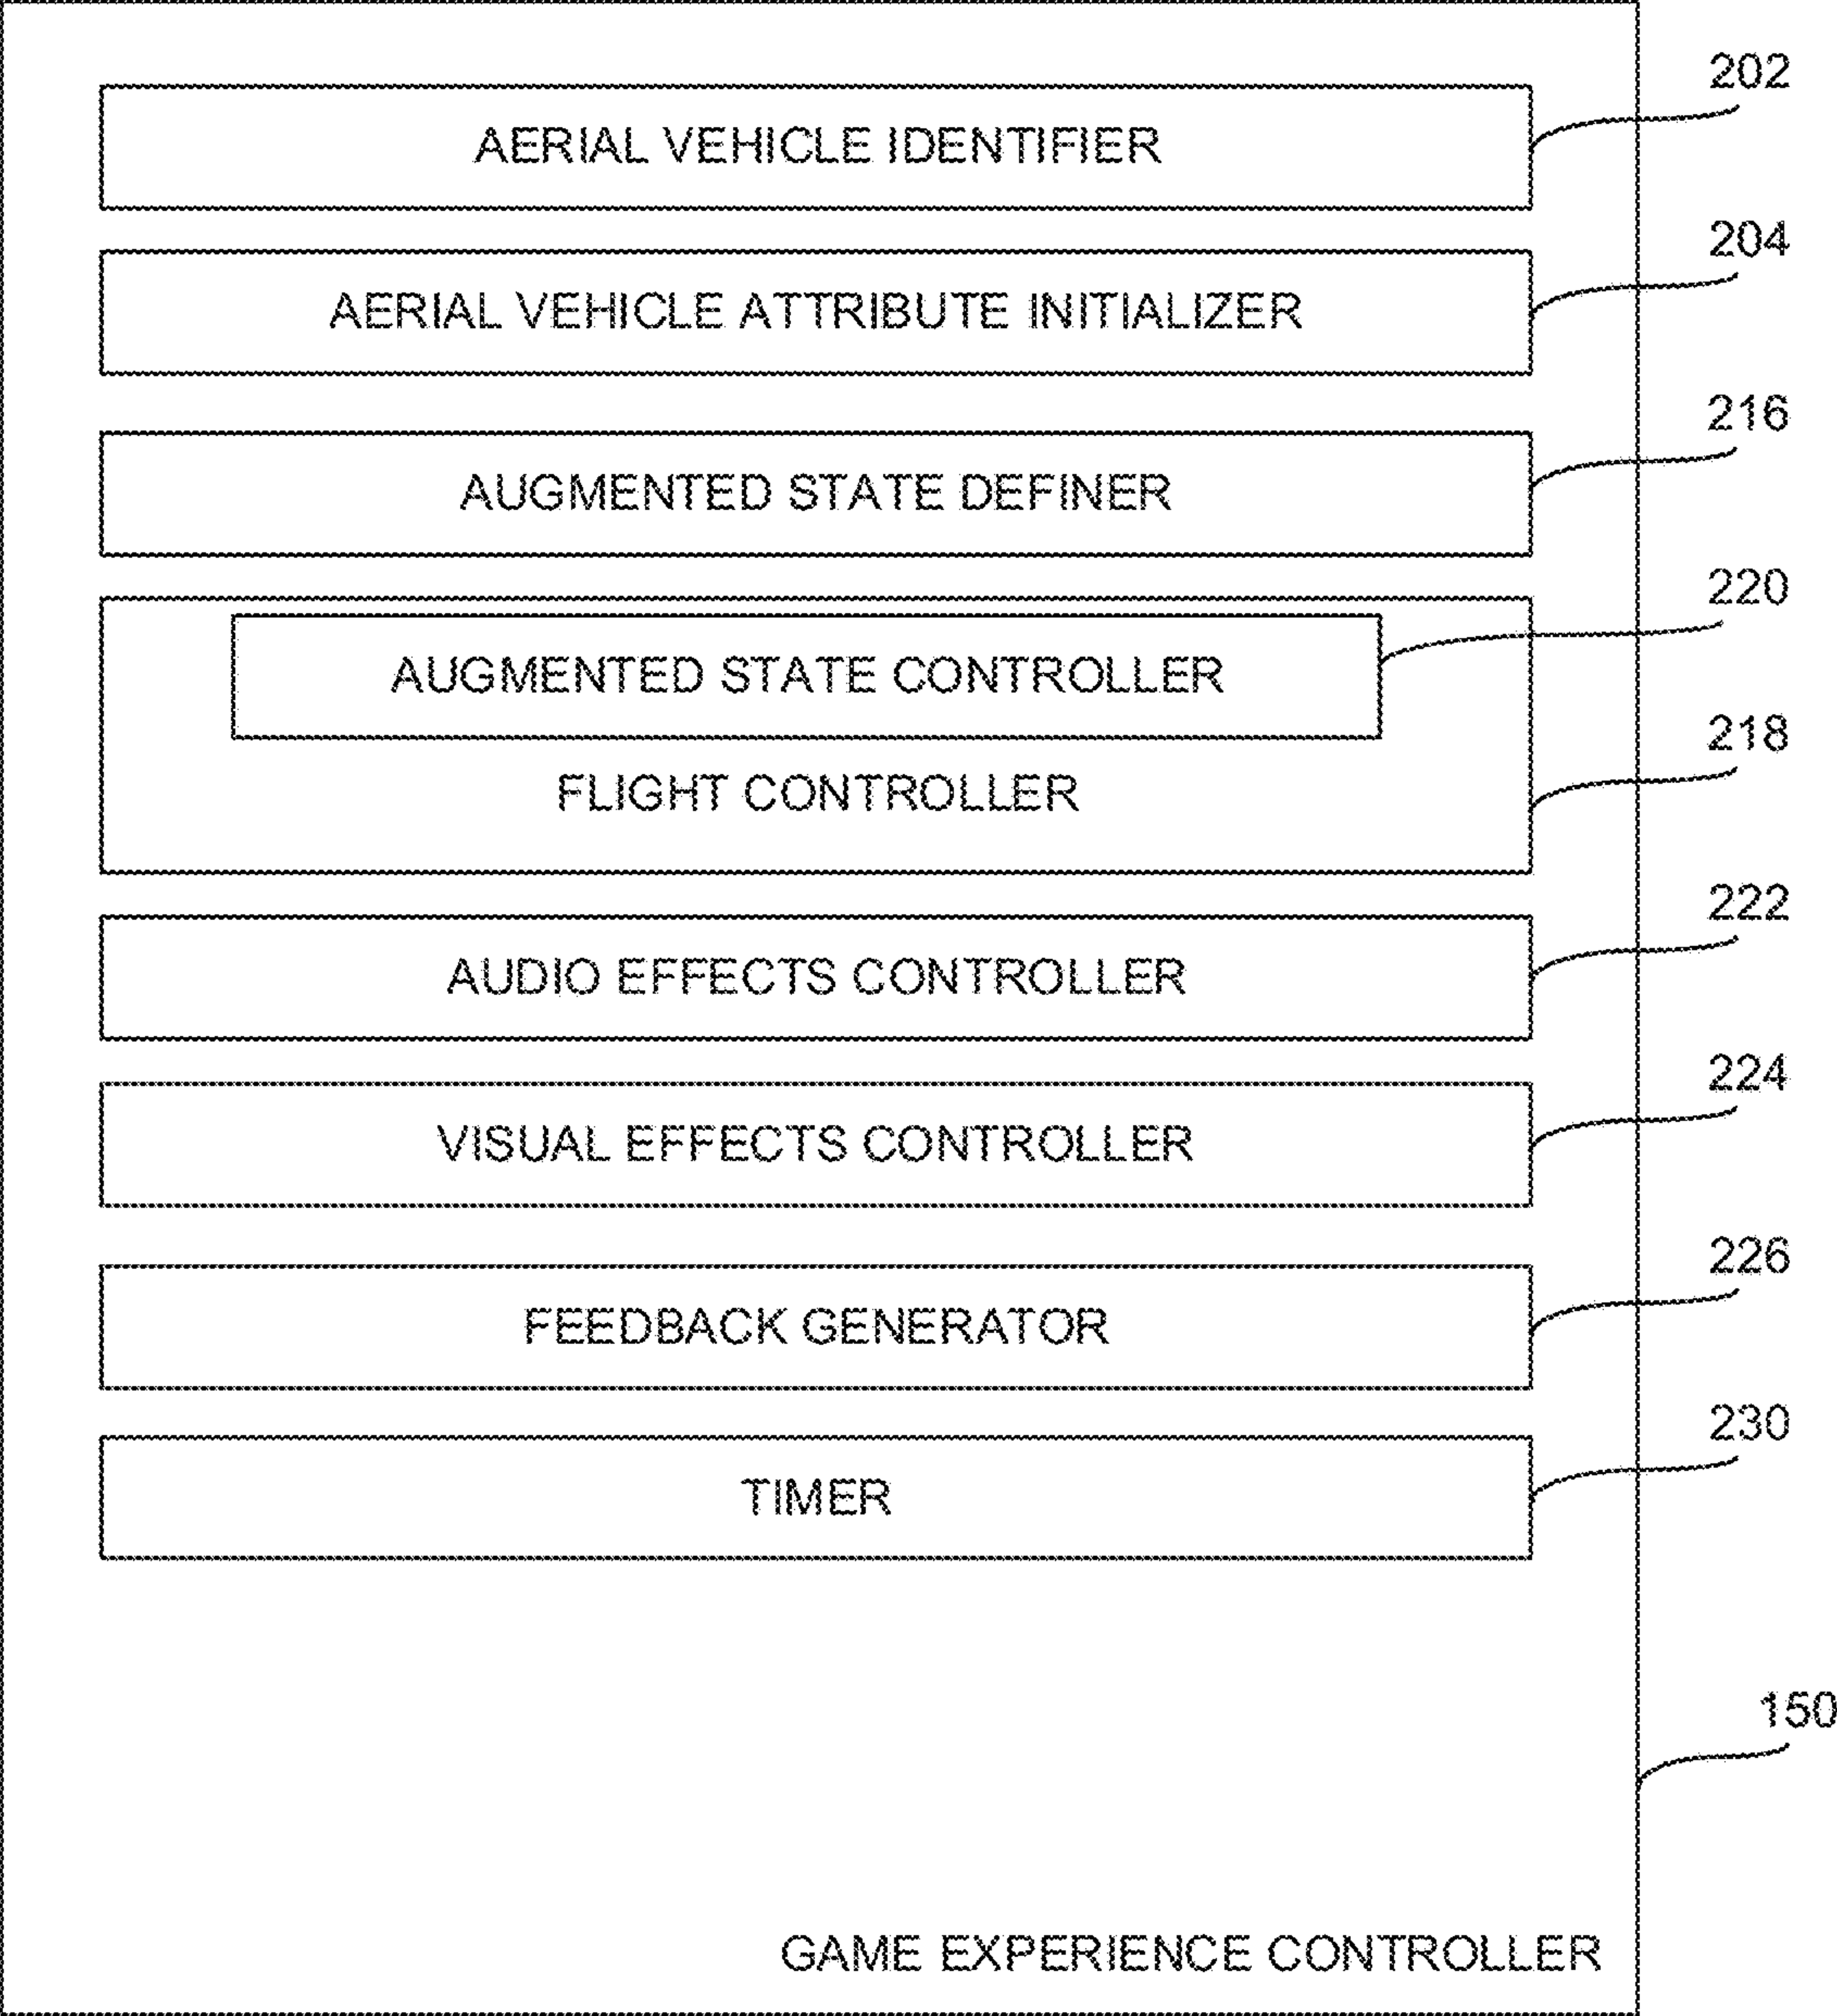 202
AERIAL VEHICLE IDENTIFIER
204
AERIAL VEHICLE ATTRIBUTE INITIALIZER
216
AUGMENTED STATE DEFINER
220
AUGMENTED STATE CONTROLLER
218
FLIGHT CONTROLLER
222
AUDIO EFFECTS CONTROLLER
224
VISUAL EFFECTS CONTROLLER
226
FEEDBACK GENERATOR
230
TIMER
150
GAME EXPERIENCE CONTROLLER